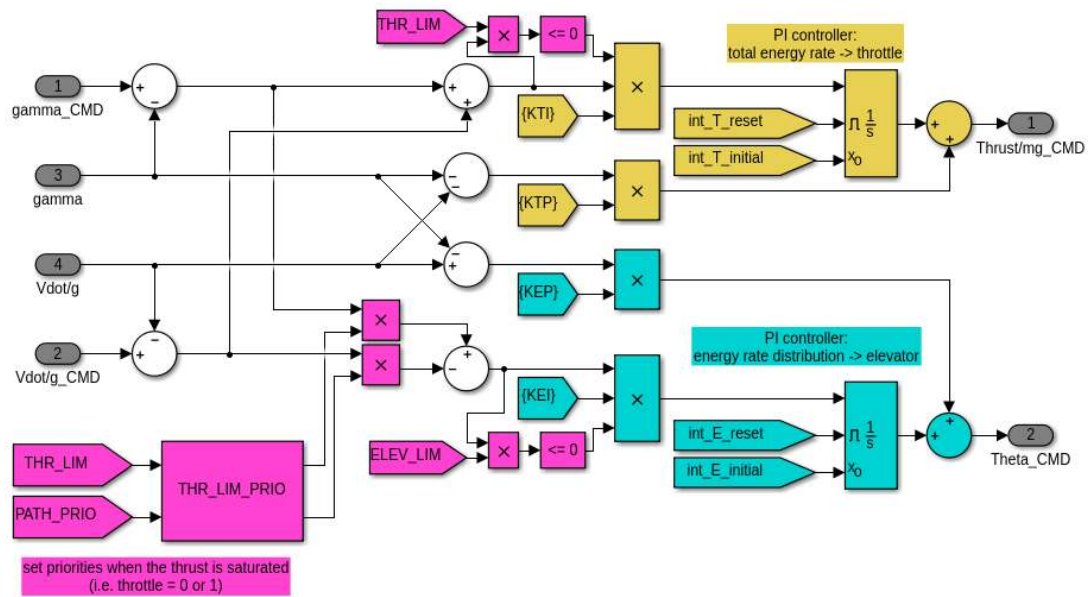 THR_LIM
×
<= 0
PI controller:
total energy rate -> throttle
1
gamma_CMD
+
−
+
+
{KTI}
×
int_T_reset
1
s
int_T_initial
xo
+
+
1
Thrust/mg_CMD
3
gamma
−
−
{KTP}
×
4
Vdot/g
−
+
{KEP}
×
2
Vdot/g_CMD
−
+
×
×
+
−
PI controller:
energy rate distribution -> elevator
{KEI}
×
int_E_reset
1
s
int_E_initial
xo
+
+
2
Theta_CMD
ELEV_LIM
×
<= 0
THR_LIM
PATH_PRIO
THR_LIM_PRIO
set priorities when the thrust is saturated
(i.e. throttle = 0 or 1)